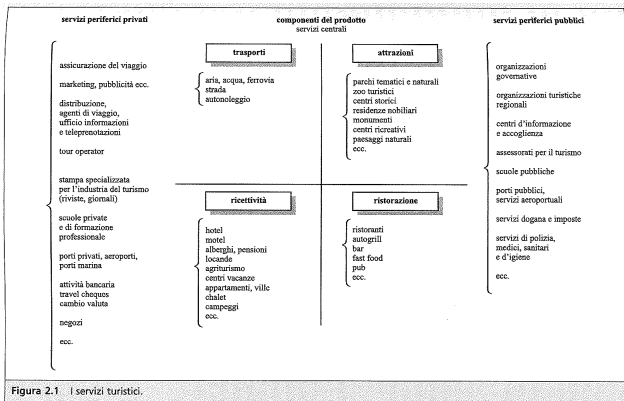 servizi periferici privati
assicurazione del viaggio
marketing, pubblicità ecc.
distribuzione,
agenti di viaggio,
ufficio informazioni
e teleprenotazioni
tour operator
stampa specializzata
per l'industria del turismo
(riviste, giornali)
scuole private
e di formazione
professionale
porti privati, aeroporti,
porti marina
attività bancaria
travel cheques
cambio valuta
negozi
ecc.
componenti del prodotto
servizi centrali
trasporti
aria, acqua, ferrovia
strada
autonoleggio
attrazioni
parchi tematici e naturali
zoo turistici
centri storici
residenze nobiliari
monumenti
centri ricreativi
paesaggi naturali
ecc.
ricettività
hotel
motel
alberghi, pensioni
locande
agriturismo
centri vacanze
appartamenti, ville
chalet
campeggi
ecc.
ristorazione
ristoranti
autogrill
bar
fast food
pub
ecc.
servizi periferici pubblici
organizzazioni
governative
organizzazioni turistiche
regionali
centri d'informazione
e accoglienza
assessorati per il turismo
scuole pubbliche
porti pubblici,
servizi aeroportuali
servizi dogana e imposte
servizi di polizia,
medici, sanitari
e d'igiene
ecc.
Figura 2.1 I servizi turistici.